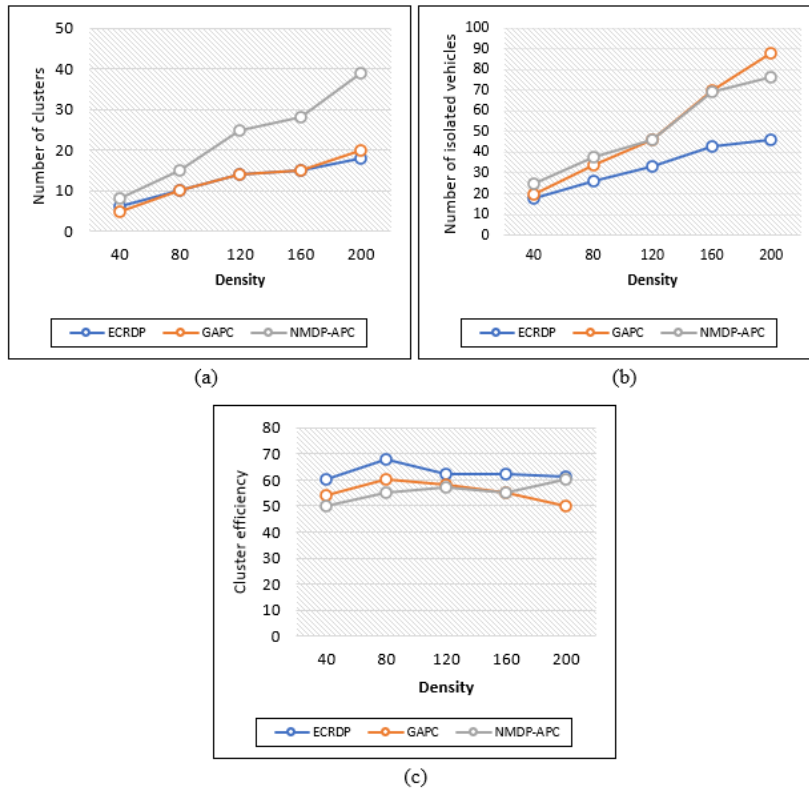 Number of clusters
50
40
30
20
10
0
40 80 120 160 200
Density
ECRDP GAPC NMDP-APC
(a)
Number of isolated vehicles
100
90
80
70
60
50
40
30
20
10
0
40 80 120 160 200
Density
ECRDP GAPC NMDP-APC
(b)
Cluster efficiency
80
70
60
50
40
30
20
10
0
40 80 120 160 200
Density
ECRDP GAPC NMDP-APC
(c)